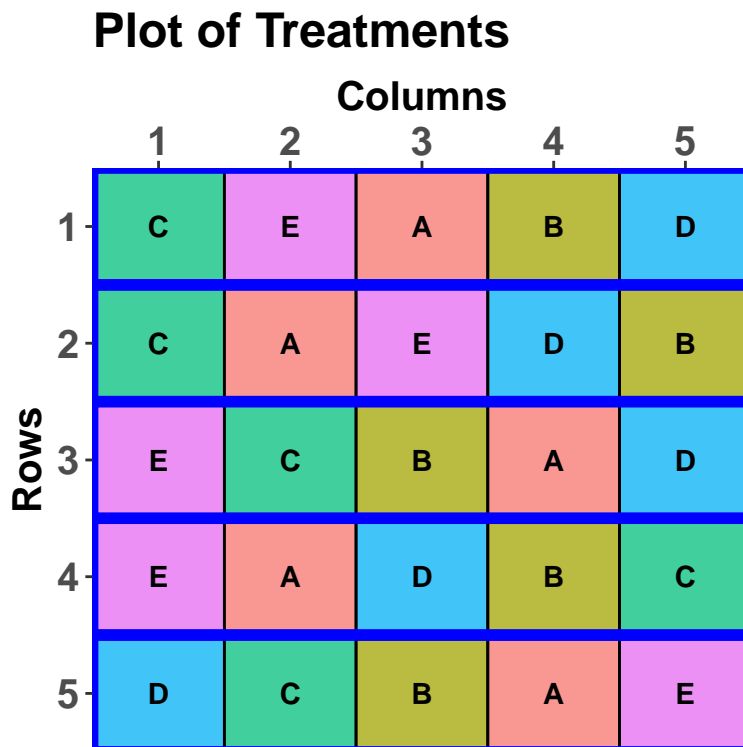 Plot of Treatments
Columns
1 2 3 4 5
Rows
1 C E A B D
2 C A E D B
3 E C B A D
4 E A D B C
5 D C B A E